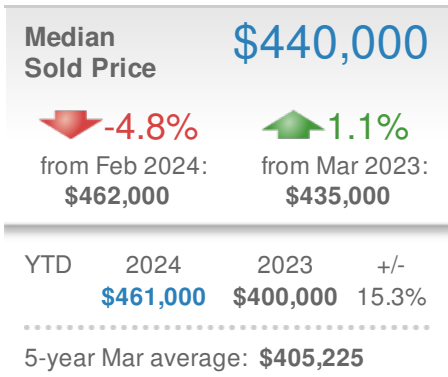 Median
Sold Price
$440,000
-4.8%
1.1%
from Feb 2024:
from Mar 2023:
$462,000
$435,000
YTD 2024 2023 +/-
$461,000 $400,000 15.3%
5-year Mar average: $405,225